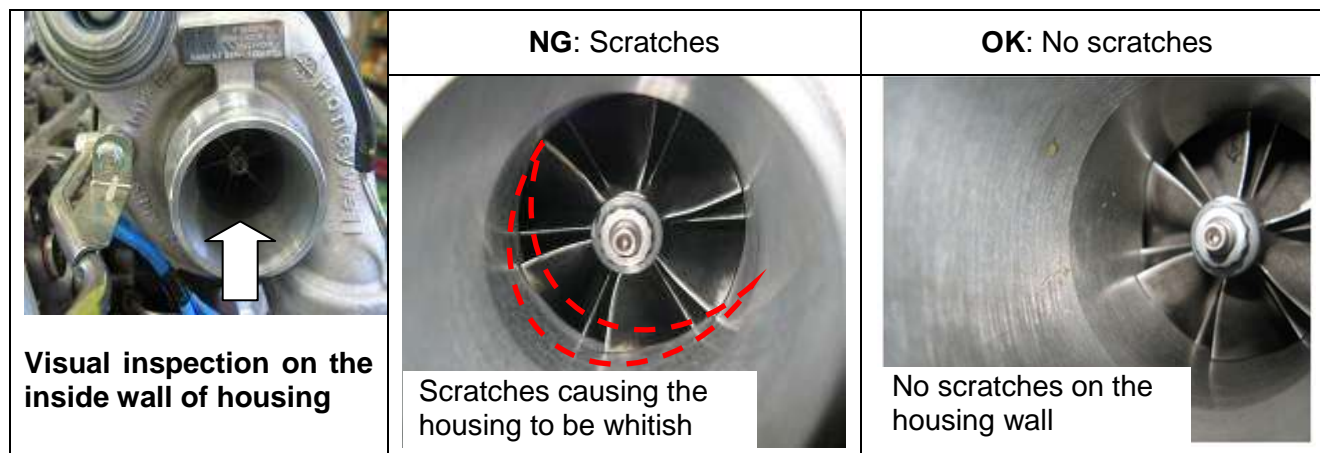 Honeywell
Visual inspection on the
inside wall of housing
NG: Scratches
Scratches causing the
housing to be whitish
OK: No scratches
No scratches on the
housing wall